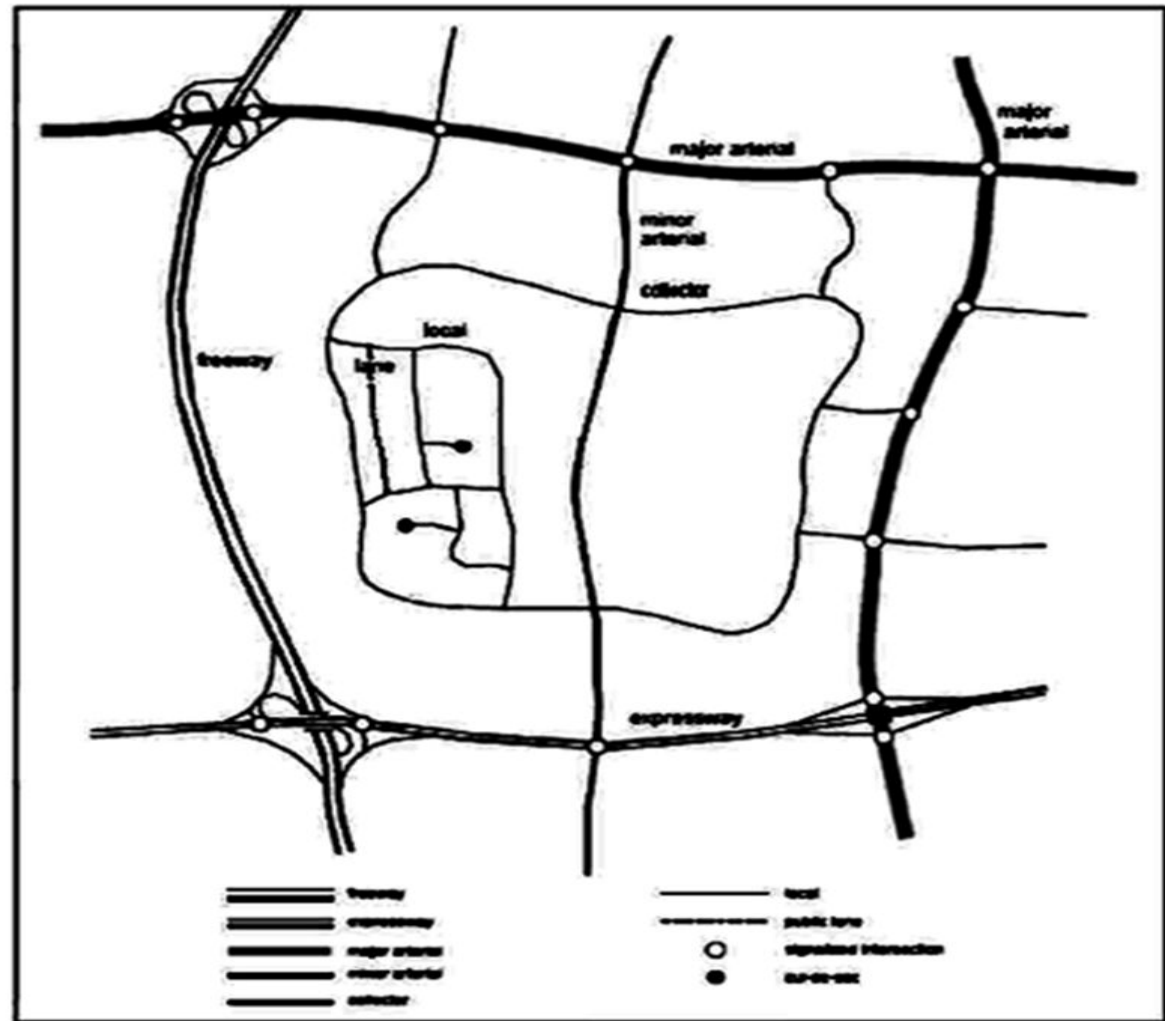 major
arterial
major arterial
minor
arterial
collector
local
lane
freeway
expressway
freeway
expressway
major arterial
minor arterial
collector
local
public lane
signalized intersection
cul-de-sac